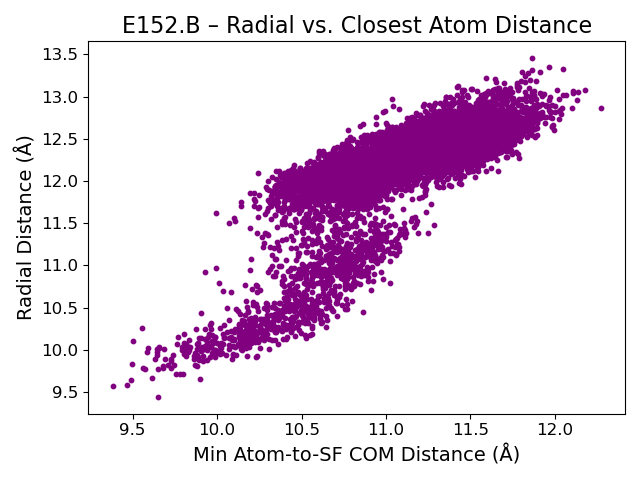 E152.B – Radial vs. Closest Atom Distance
Radial Distance (Å)
13.5
13.0
12.5
12.0
11.5
11.0
10.5
10.0
9.5
9.5 10.0 10.5 11.0 11.5 12.0
Min Atom-to-SF COM Distance (Å)